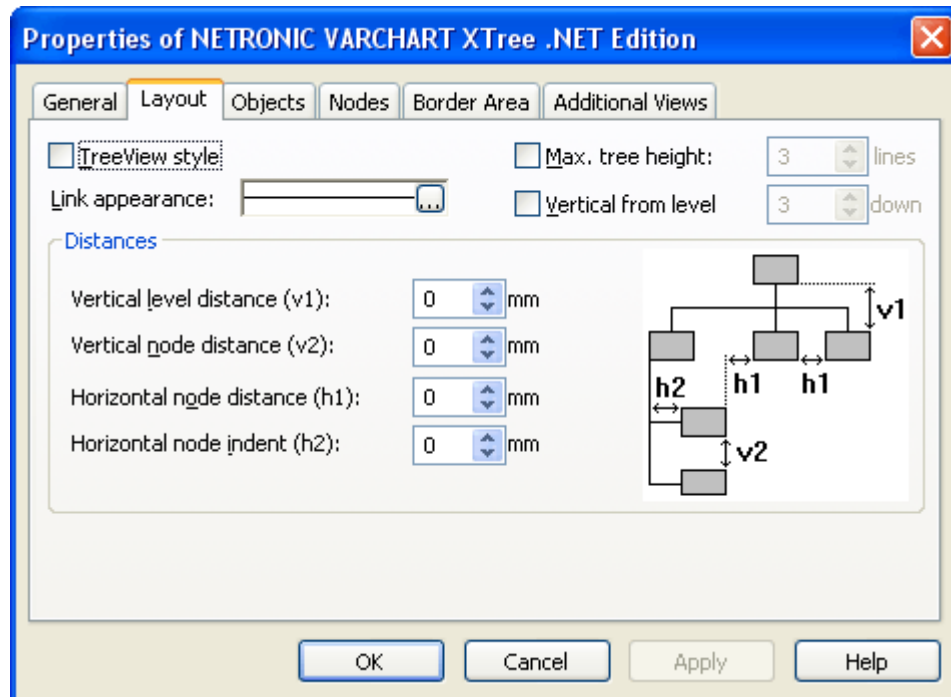 Properties of NETRONIC VARCHART XTree .NET Edition
General Layout Objects Nodes Border Area Additional Views
TreeView style
Max. tree height: 3 lines
Link appearance: ...
Vertical from level 3 down
Distances
Vertical level distance (v1): 0 mm
Vertical node distance (v2): 0 mm
Horizontal node distance (h1): 0 mm
Horizontal node indent (h2): 0 mm
v1
h2 h1 h1
v2
OK Cancel Apply Help